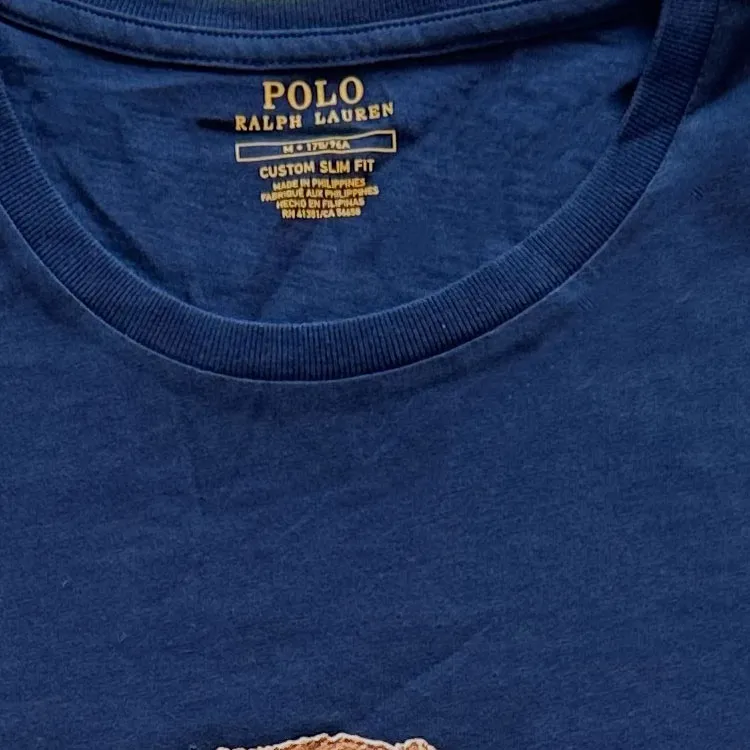 POLO
RALPH LAUREN
M • 175/96A
CUSTOM SLIM FIT
MADE IN PHILIPPINES
FABRIQUÉ AUX PHILIPPINES
HECHO EN FILIPINAS
RN 41381/CA 56656